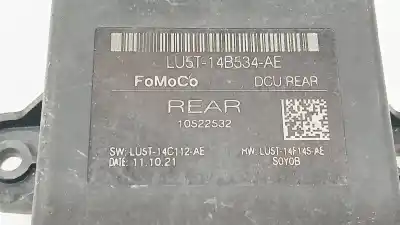 LU5T-14B534-AE
FoMoCo DCU REAR
REAR
10522532
SW: LU5T-14C112-AE HW: LU5T-14F145-AE
DATE: 11.10.21 S0Y0B